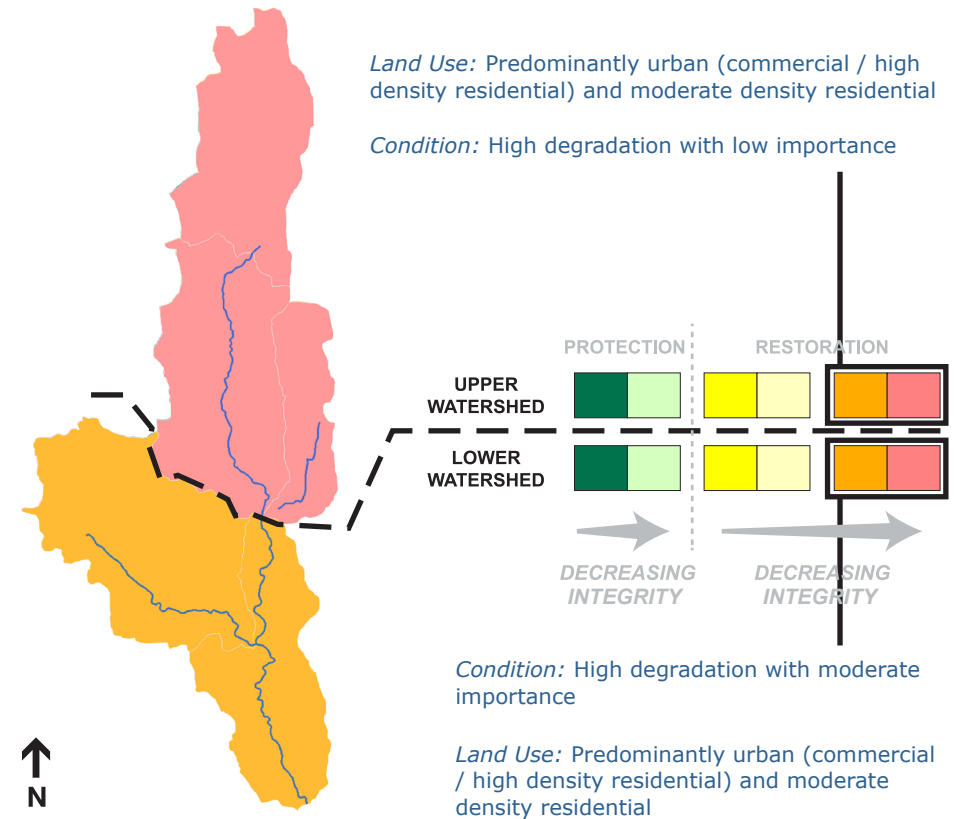 Land Use: Predominantly urban (commercial / high
density residential) and moderate density residential
Condition: High degradation with low importance
PROTECTION
RESTORATION
UPPER
WATERSHED
LOWER
WATERSHED
DECREASING
INTEGRITY
DECREASING
INTEGRITY
Condition: High degradation with moderate
importance
Land Use: Predominantly urban (commercial
/ high density residential) and moderate
density residential
N